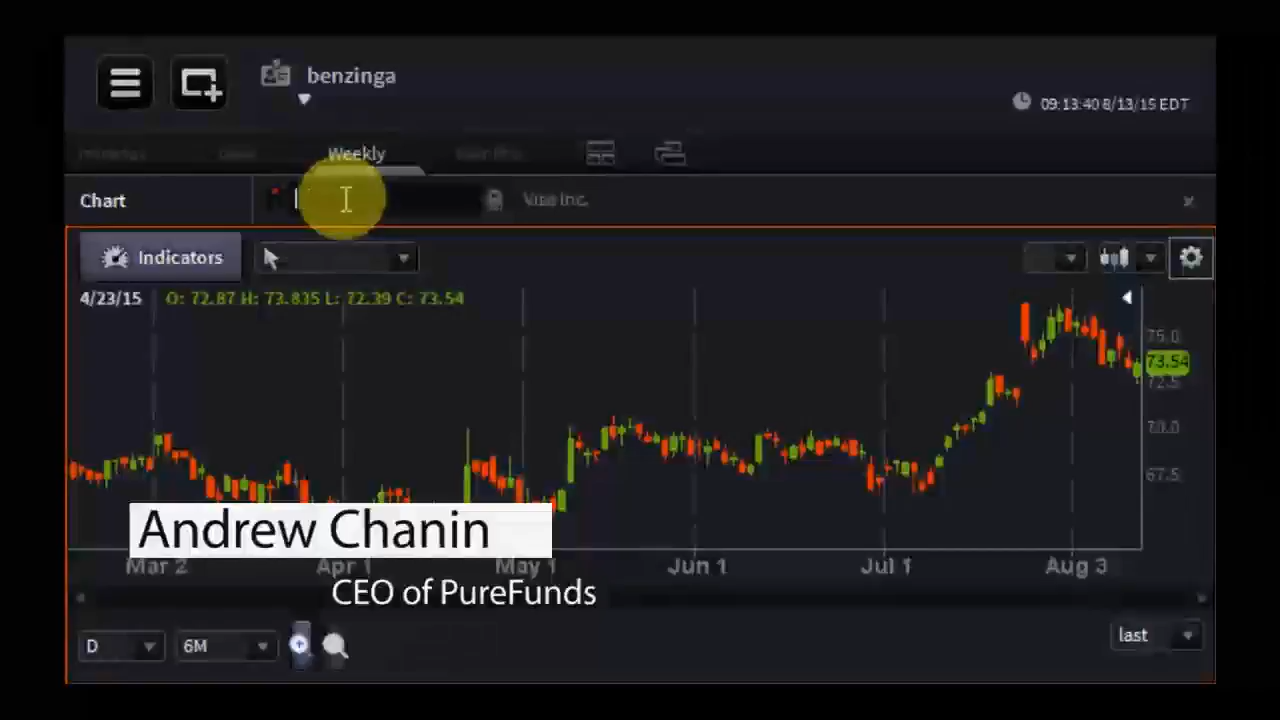 benzinga
09:13:40 8/13/15 EDT
Weekly
Chart
Visa Inc.
Indicators
4/23/15 O: 72.87 H: 73.835 L: 72.39 C: 73.54
75.0
73.54
72.5
70.0
67.5
Andrew Chanin
Mar 2 Apr 1 May 1 Jun 1 Jul 1 Aug 3
CEO of PureFunds
D 6M last